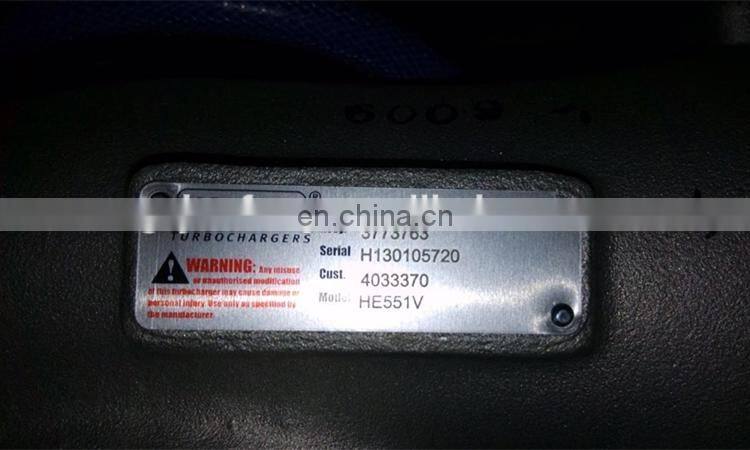 en.china.cn
®
TURBOCHARGERS
3773763
Serial H130105720
Cust. 4033370
Model HE551V
WARNING: Any misuse
or unauthorised modification
of this turbocharger may cause damage or
personal injury. Use only as specified by
the manufacturer.